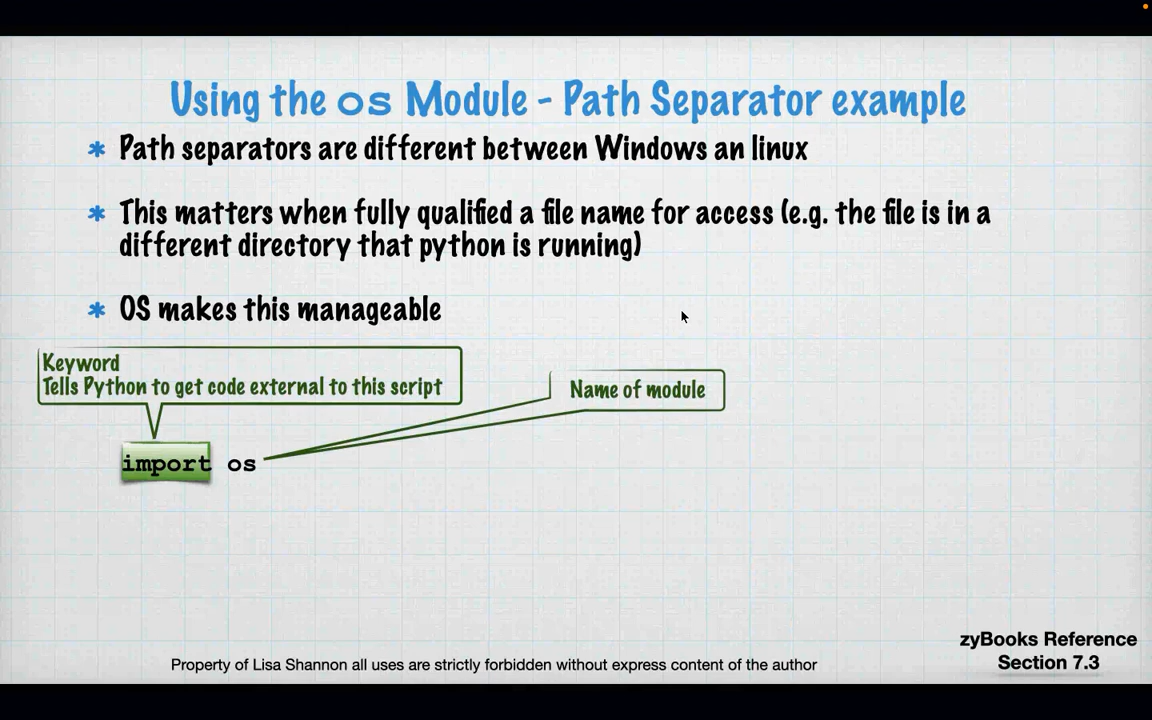 Using the os Module - Path Separator example
* Path separators are different between Windows an linux
* This matters when fully qualified a file name for access (e.g. the file is in a
different directory that python is running)
* OS makes this manageable
Keyword
Tells Python to get code external to this script
Name of module
import os
zyBooks Reference
Section 7.3
Property of Lisa Shannon all uses are strictly forbidden without express content of the author